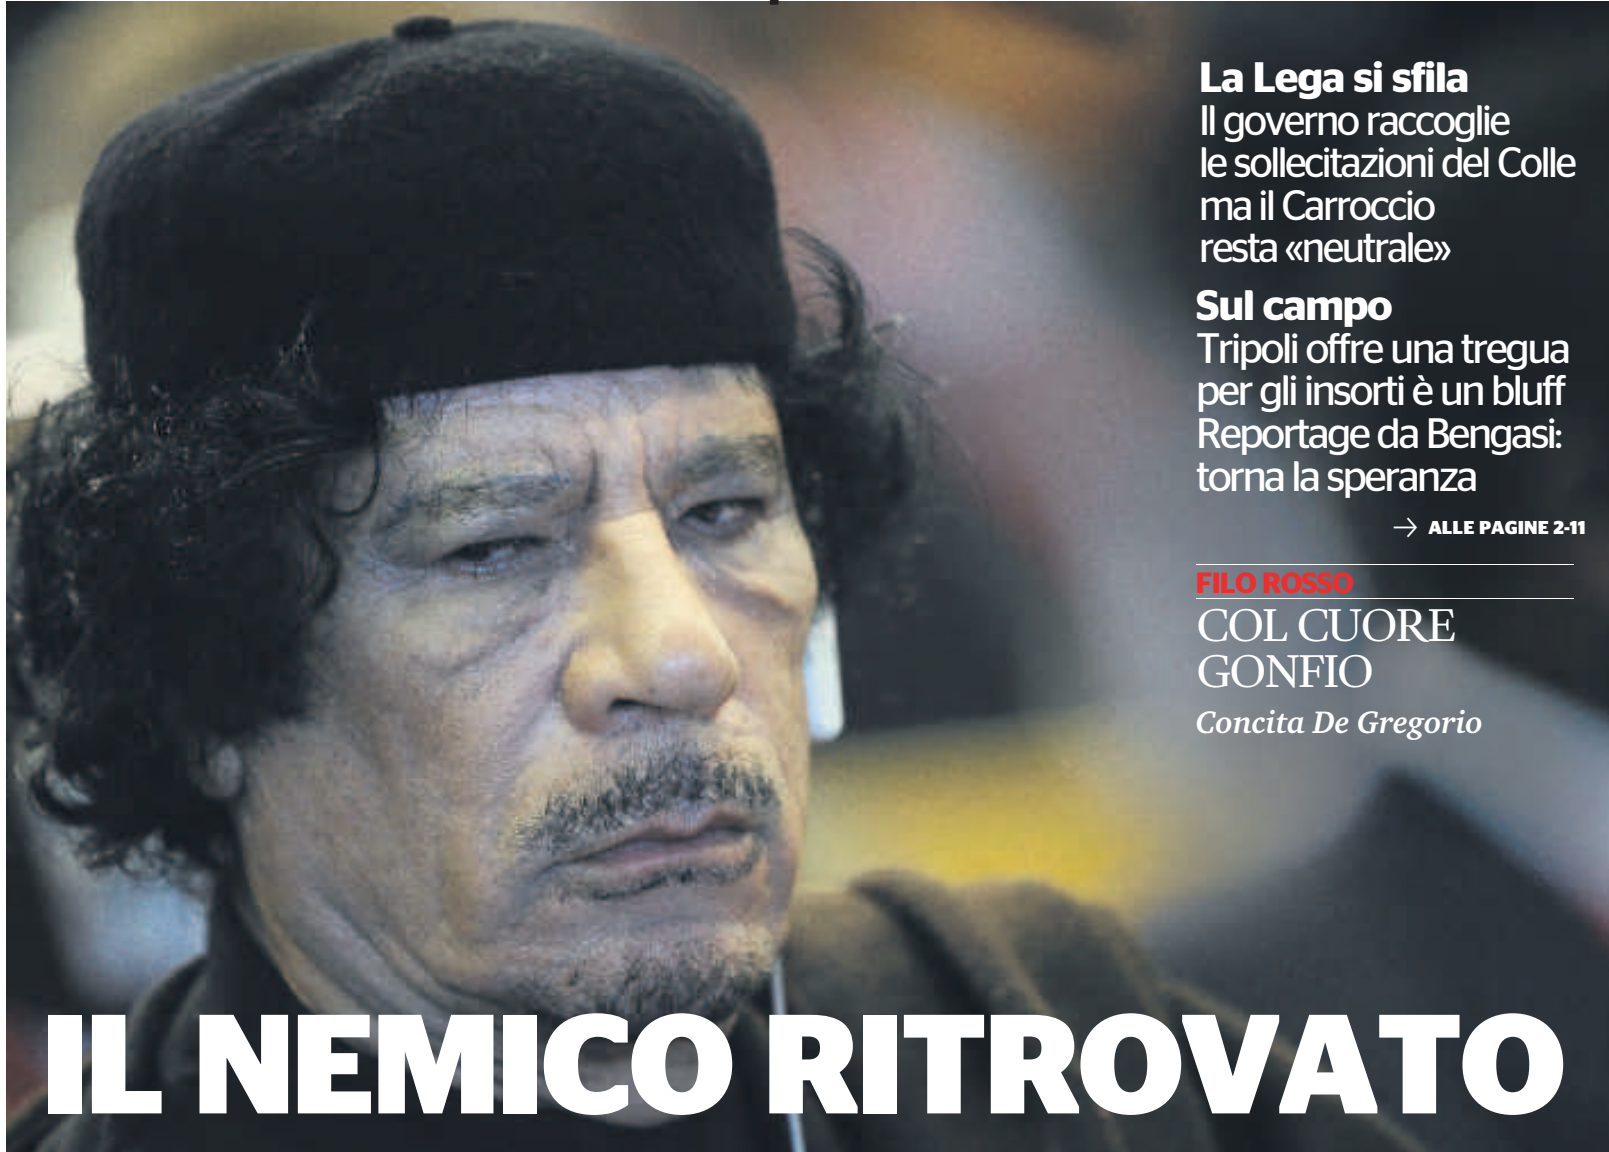 La Lega si sfila
Il governo raccoglie
le sollecitazioni del Colle
ma il Carroccio
resta «neutrale»
Sul campo
Tripoli offre una tregua
per gli insorti è un bluff
Reportage da Bengasi:
torna la speranza
→ ALLE PAGINE 2-11
FILO ROSSO
COL CUORE
GONFIO
Concita De Gregorio
IL NEMICO RITROVATO